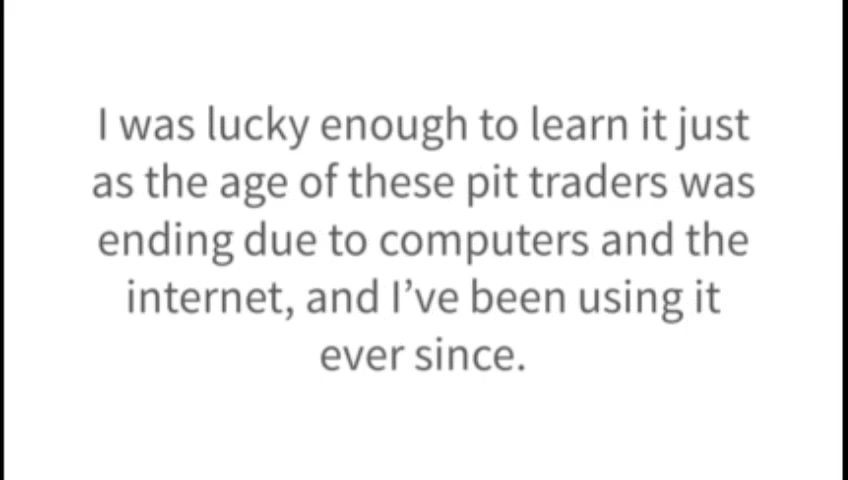 I was lucky enough to learn it just
as the age of these pit traders was
ending due to computers and the
internet, and I’ve been using it
ever since.